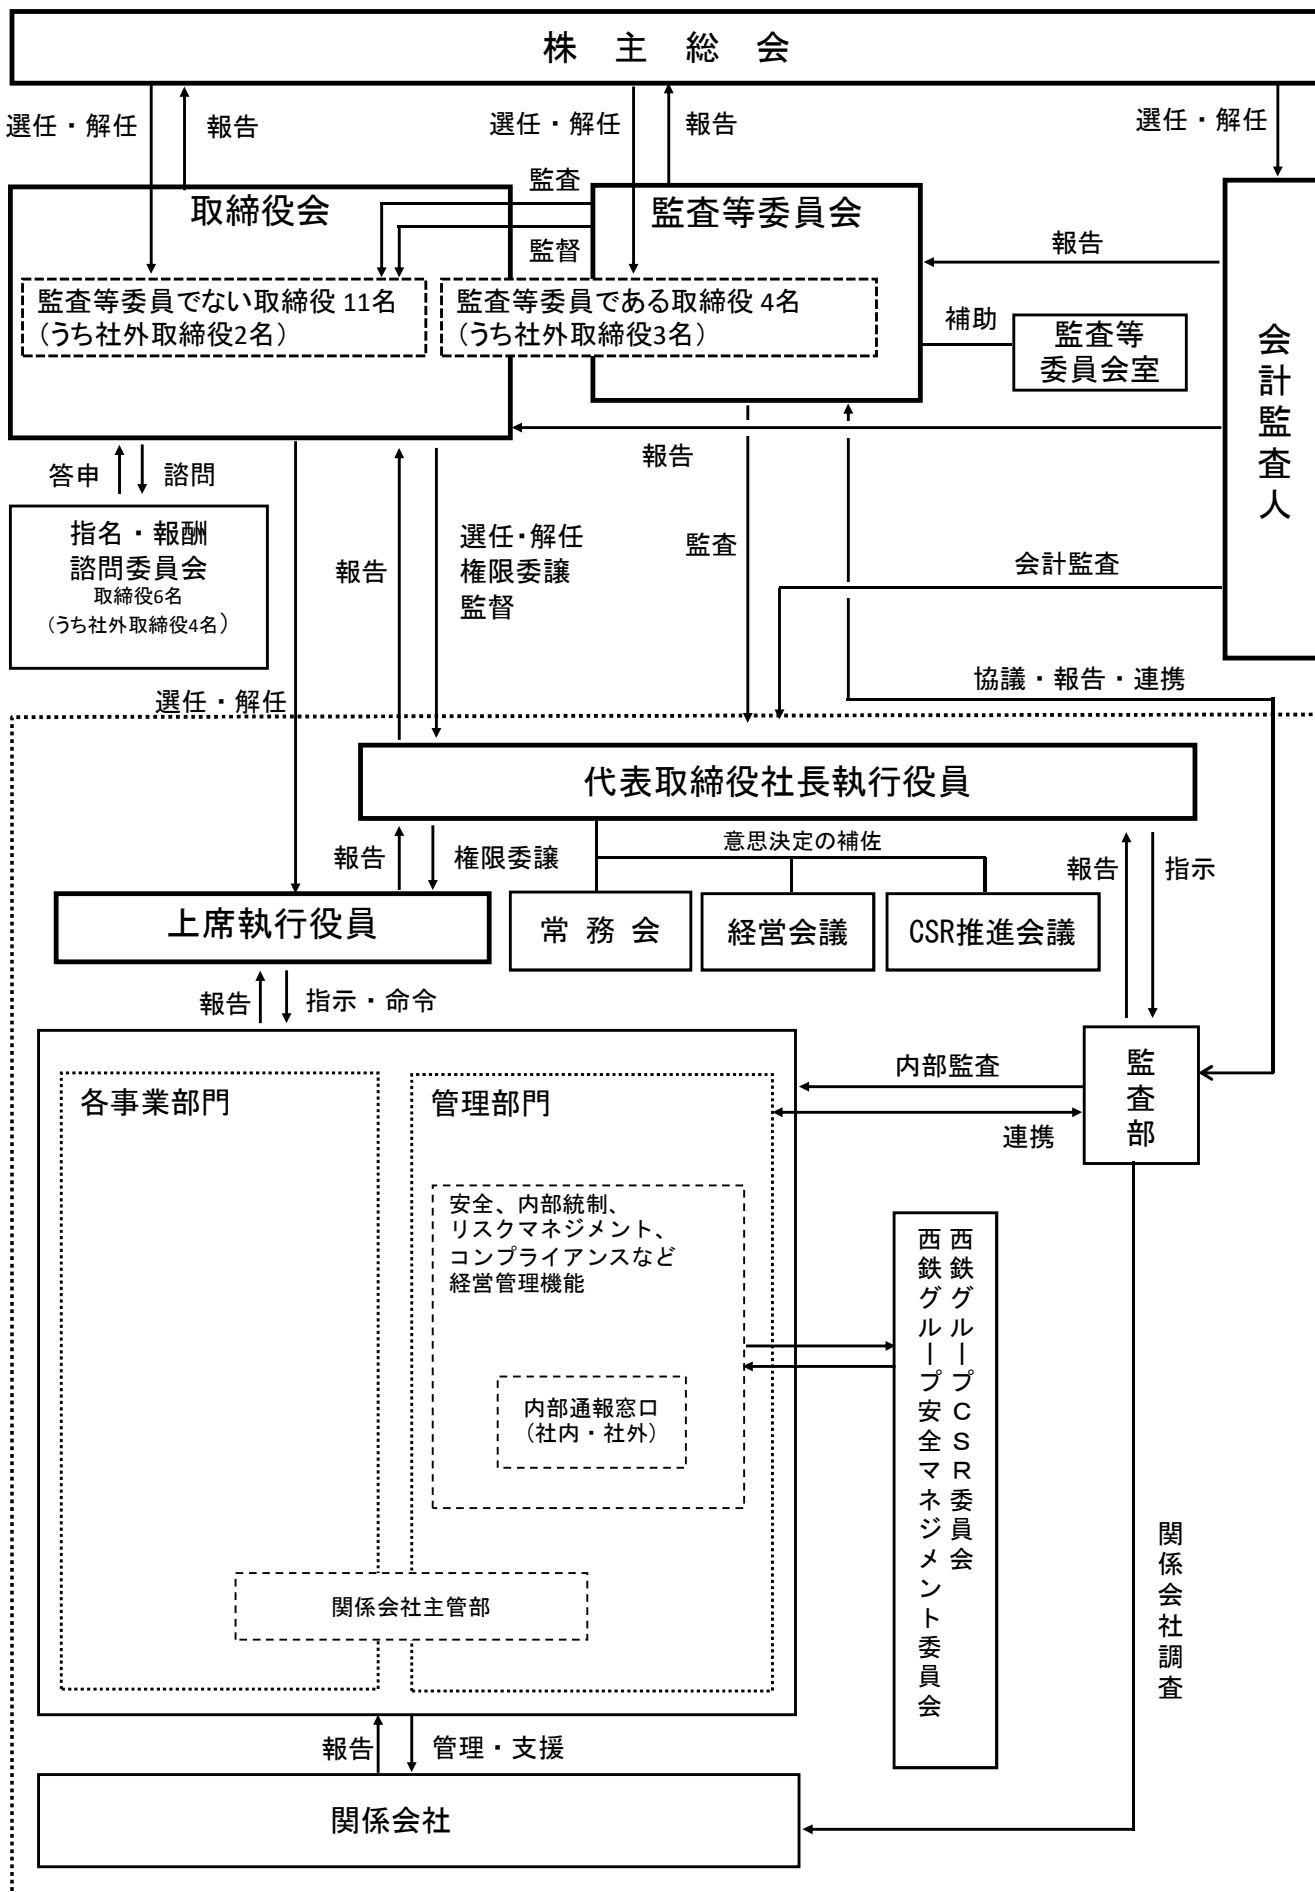 株　主　総　会
選任・解任
報告
選任・解任
報告
選任・解任
取締役会
監査
監督
監査等委員会
監査等委員でない取締役 11名
（うち社外取締役2名）
監査等委員である取締役 4名
（うち社外取締役3名）
報告
補助
監査等
委員会室
会計監査人
報告
答申
諮問
指名・報酬
諮問委員会
取締役6名
（うち社外取締役4名）
報告
選任・解任
権限委譲
監督
監査
会計監査
協議・報告・連携
選任・解任
代表取締役社長執行役員
報告
権限委譲
意思決定の補佐
報告
指示
上席執行役員
常 務 会
経営会議
CSR推進会議
報告
指示・命令
各事業部門
管理部門
内部監査
連携
監査部
安全、内部統制、
リスクマネジメント、
コンプライアンスなど
経営管理機能
内部通報窓口
（社内・社外）
西鉄グループCSR委員会
西鉄グループ安全マネジメント委員会
関係会社調査
関係会社主管部
報告
管理・支援
関係会社